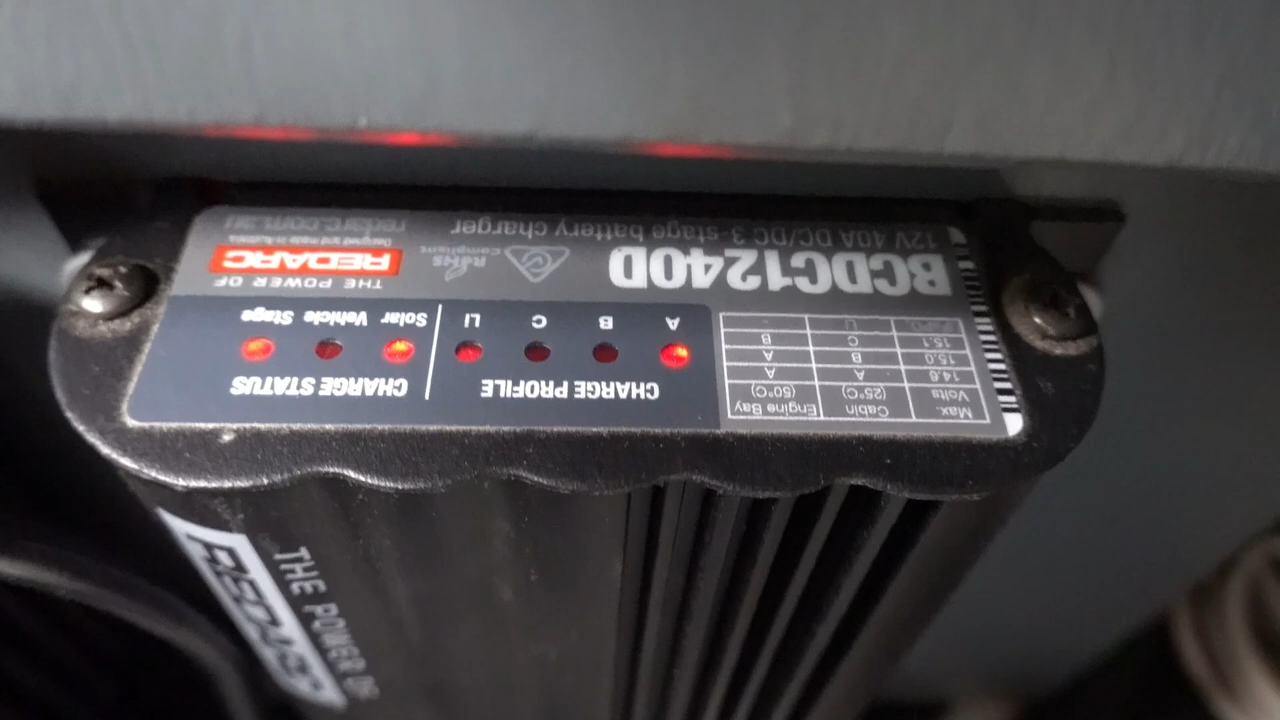 Max. Volts Cabin (25°C) Engine Bay (50°C)
14.6 A A
15.0 B A
15.1 C B
LI -
CHARGE PROFILE
A B C LI
CHARGE STATUS
Solar Vehicle Stage
BCDC1240D
12V 40A DC/DC 3-stage battery charger
RoHS
Compliant
THE POWER OF
REDARC
Designed and made in Australia
redarc.com.au
THE POWER OF
REDARC